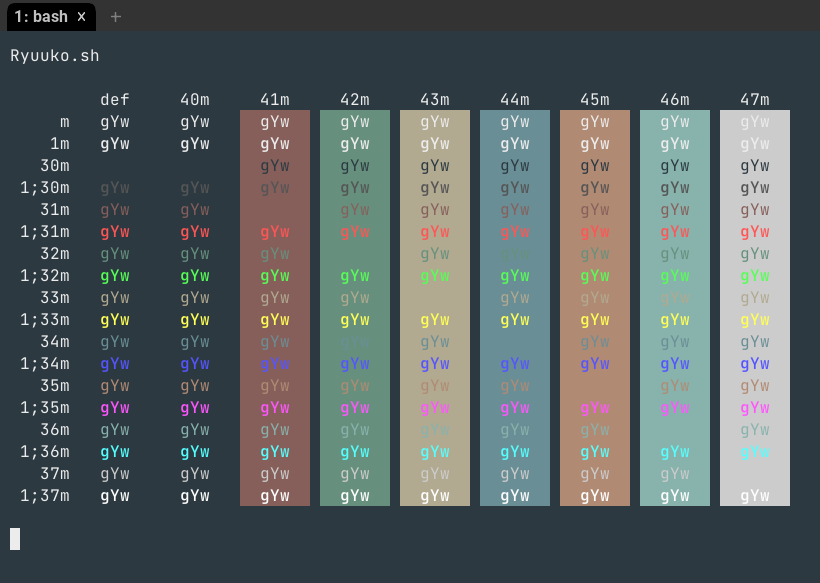 1: bash × +
Ryuuko.sh
def 40m 41m 42m 43m 44m 45m 46m 47m
m gYw gYw gYw gYw gYw gYw gYw gYw gYw
1m gYw gYw gYw gYw gYw gYw gYw gYw gYw
30m gYw gYw gYw gYw gYw gYw gYw
1;30m gYw gYw gYw gYw gYw gYw gYw gYw gYw
31m gYw gYw gYw gYw gYw gYw gYw gYw
1;31m gYw gYw gYw gYw gYw gYw gYw gYw gYw
32m gYw gYw gYw gYw gYw gYw gYw gYw
1;32m gYw gYw gYw gYw gYw gYw gYw gYw gYw
33m gYw gYw gYw gYw gYw gYw gYw gYw
1;33m gYw gYw gYw gYw gYw gYw gYw gYw gYw
34m gYw gYw gYw gYw gYw gYw gYw gYw
1;34m gYw gYw gYw gYw gYw gYw gYw gYw gYw
35m gYw gYw gYw gYw gYw gYw gYw gYw
1;35m gYw gYw gYw gYw gYw gYw gYw gYw gYw
36m gYw gYw gYw gYw gYw gYw gYw gYw
1;36m gYw gYw gYw gYw gYw gYw gYw gYw gYw
37m gYw gYw gYw gYw gYw gYw gYw gYw
1;37m gYw gYw gYw gYw gYw gYw gYw gYw gYw